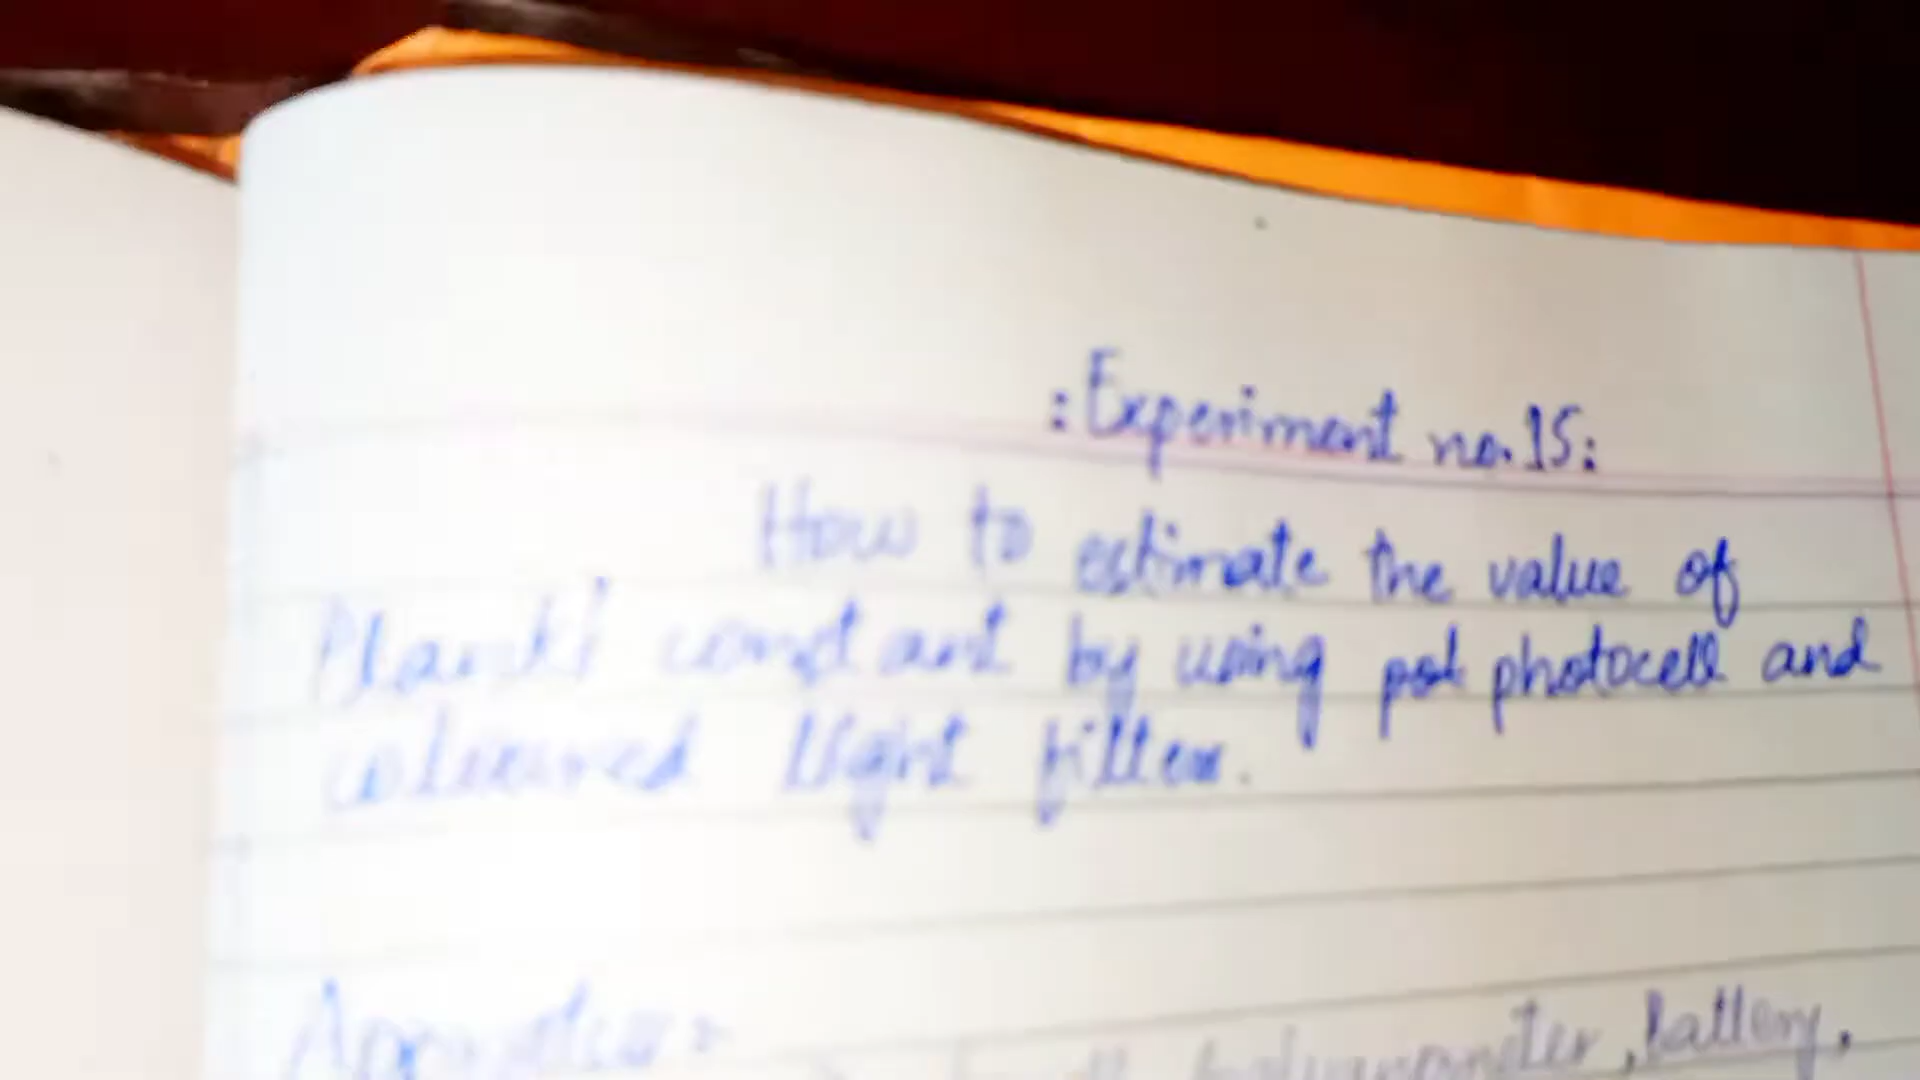 : Experiment no. 15:
How to estimate the value of
Plank's constant by using pot photocell and
coloured light filter.
Apparatus:
galvanometer, battery,